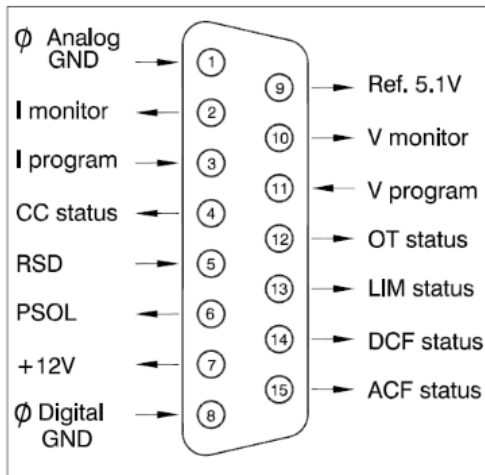 ϕ Analog
GND
1
I monitor
2
I program
3
CC status
4
RSD
5
PSOL
6
+12V
7
ϕ Digital
GND
8
9
Ref. 5.1V
10
V monitor
11
V program
12
OT status
13
LIM status
14
DCF status
15
ACF status